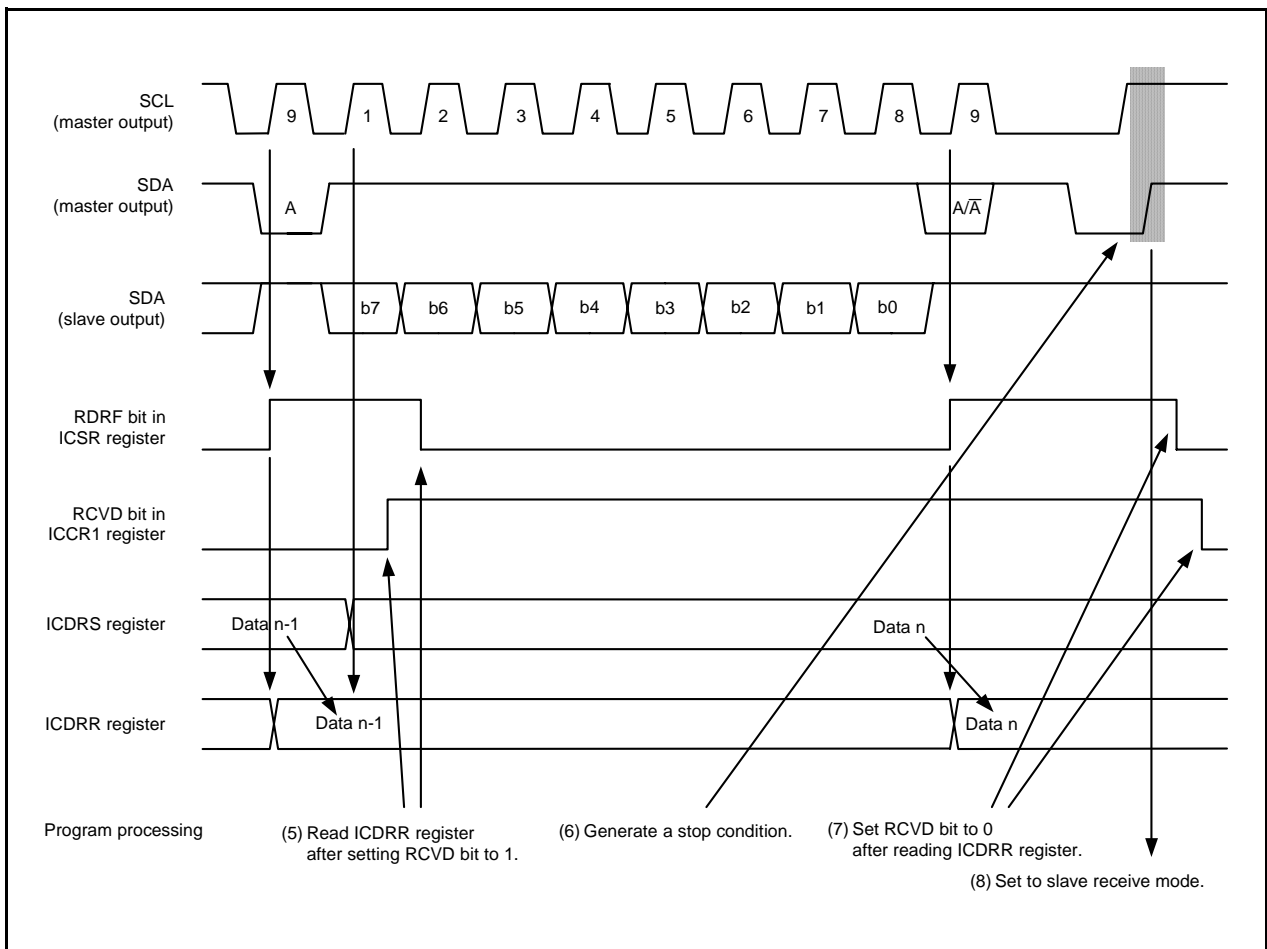 SCL
(master output)
9 1 2 3 4 5 6 7 8 9
SDA
(master output)
A A/A̅
SDA
(slave output)
b7 b6 b5 b4 b3 b2 b1 b0
RDRF bit in
ICSR register
RCVD bit in
ICCR1 register
ICDRS register
Data n-1 Data n
ICDRR register
Data n-1 Data n
Program processing
(5) Read ICDRR register
after setting RCVD bit to 1.
(6) Generate a stop condition.
(7) Set RCVD bit to 0
after reading ICDRR register.
(8) Set to slave receive mode.